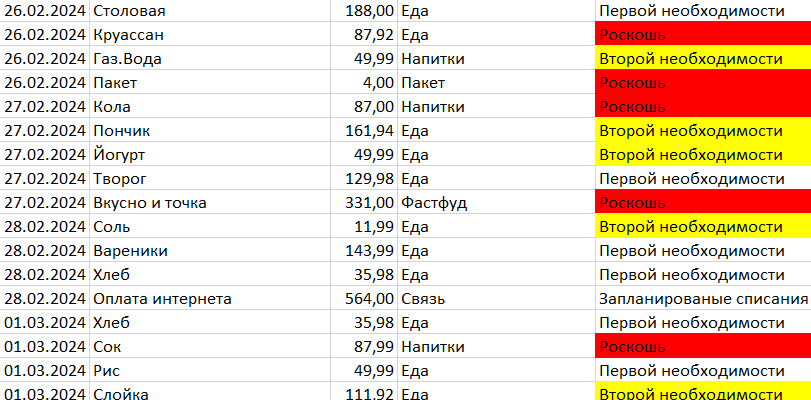 26.02.2024 Столовая 188,00 Еда Первой необходимости
26.02.2024 Круассан 87,92 Еда Роскошь
26.02.2024 Газ.Вода 49,99 Напитки Второй необходимости
26.02.2024 Пакет 4,00 Пакет Роскошь
27.02.2024 Кола 87,00 Напитки Роскошь
27.02.2024 Пончик 161,94 Еда Второй необходимости
27.02.2024 Йогурт 49,99 Еда Второй необходимости
27.02.2024 Творог 129,98 Еда Первой необходимости
27.02.2024 Вкусно и точка 331,00 Фастфуд Роскошь
28.02.2024 Соль 11,99 Еда Второй необходимости
28.02.2024 Вареники 143,99 Еда Первой необходимости
28.02.2024 Хлеб 35,98 Еда Первой необходимости
28.02.2024 Оплата интернета 564,00 Связь Запланированые списания
01.03.2024 Хлеб 35,98 Еда Первой необходимости
01.03.2024 Сок 87,99 Напитки Роскошь
01.03.2024 Рис 49,99 Еда Первой необходимости
01.03.2024 Слойка 111,92 Еда Второй необходимости